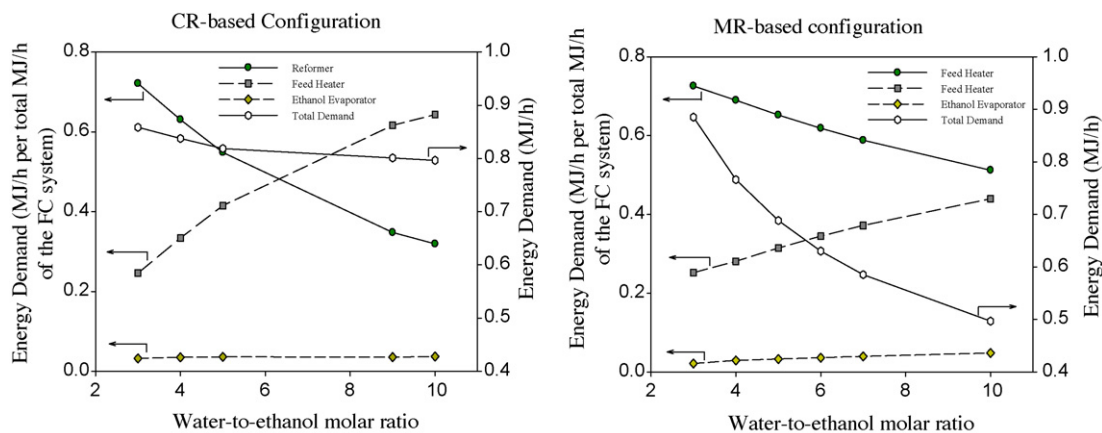 CR-based Configuration
Energy Demand (MJ/h per total MJ/h
of the FC system)
0.8
0.6
0.4
0.2
0.0
Reformer
Feed Heater
Ethanol Evaporator
Total Demand
1.0
0.9
0.8
0.7
0.6
0.5
0.4
Energy Demand (MJ/h)
2
4
6
8
10
Water-to-ethanol molar ratio
MR-based configuration
Energy Demand (MJ/h per total MJ/h
of the FC system)
0.8
0.6
0.4
0.2
0.0
Feed Heater
Feed Heater
Ethanol Evaporator
Total Demand
1.0
0.9
0.8
0.7
0.6
0.5
0.4
Energy Demand (MJ/h)
2
4
6
8
10
Water-to-ethanol molar ratio